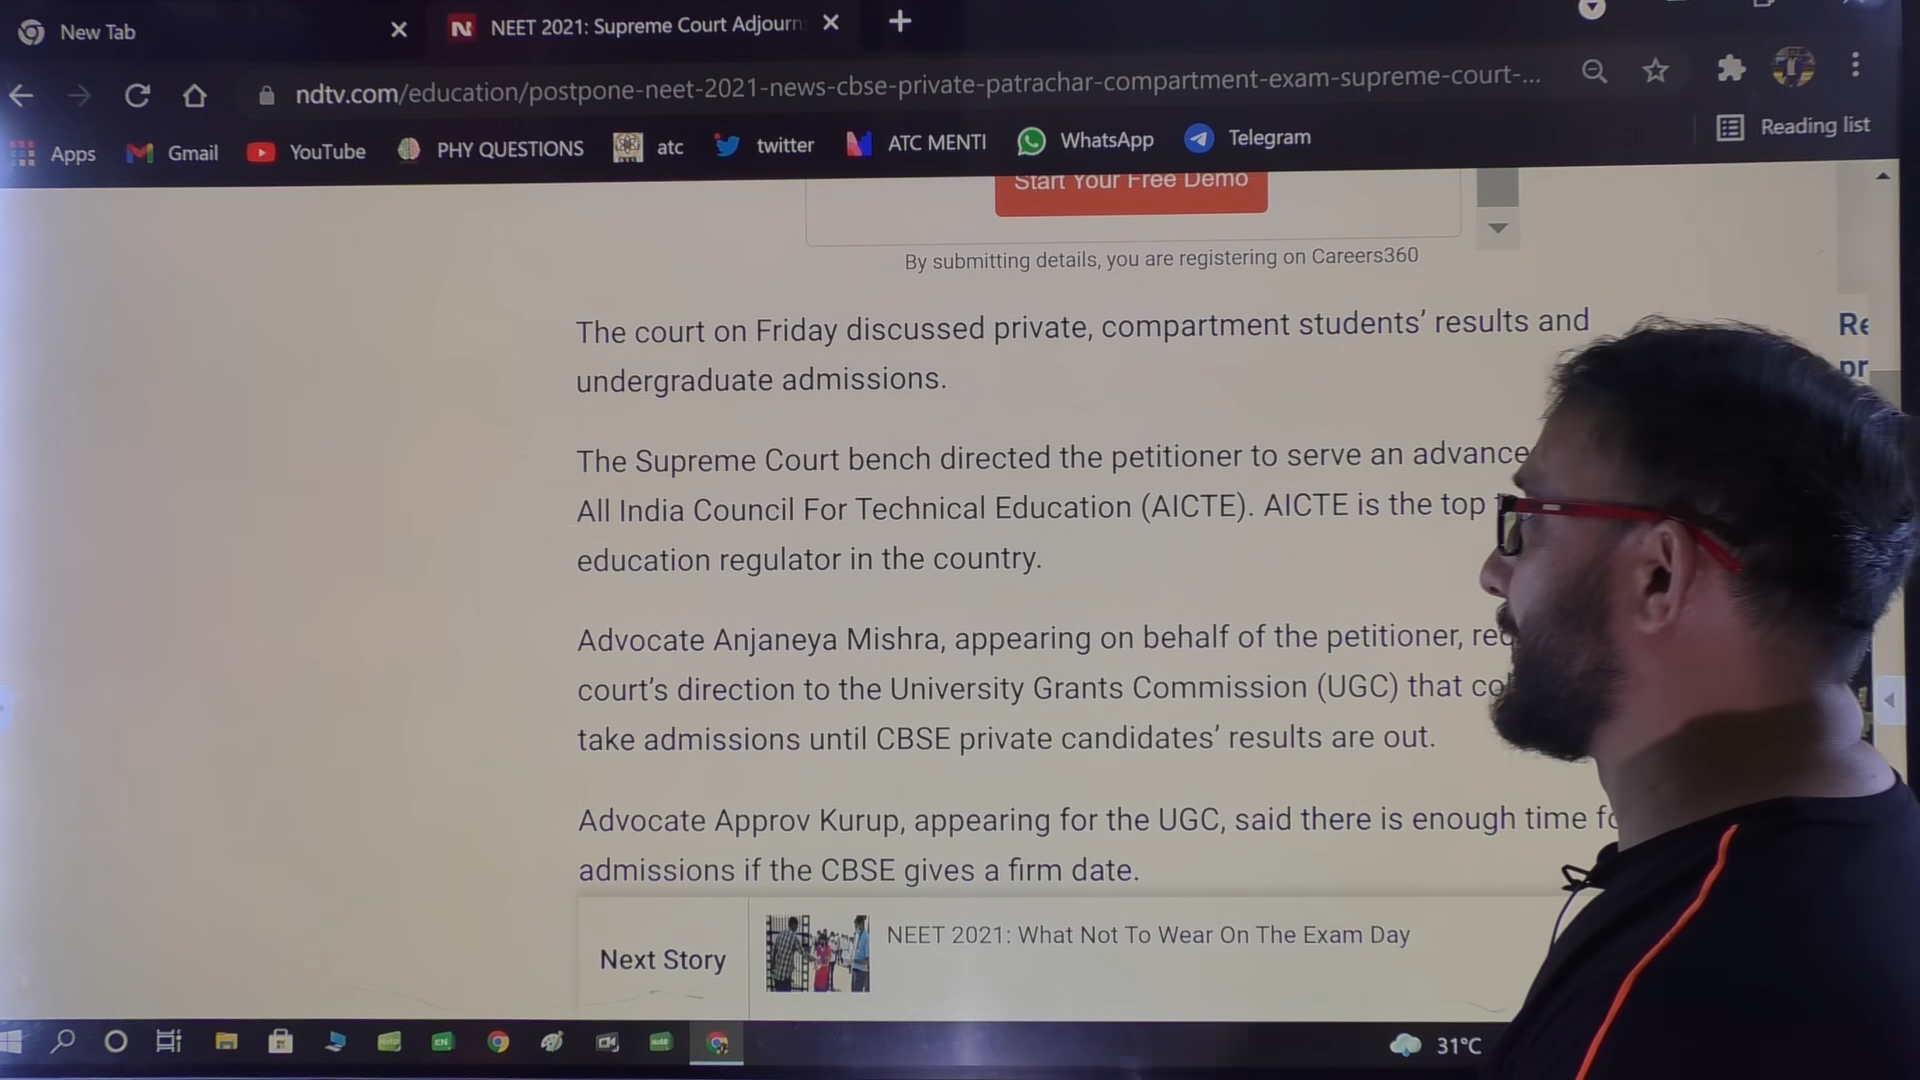 New Tab
NEET 2021: Supreme Court Adjourn
ndtv.com/education/postpone-neet-2021-news-cbse-private-patrachar-compartment-exam-supreme-court-...
Apps
Gmail
YouTube
PHY QUESTIONS
atc
twitter
ATC MENTI
WhatsApp
Telegram
Reading list
Start Your Free Demo
By submitting details, you are registering on Careers360
The court on Friday discussed private, compartment students' results and
undergraduate admissions.
The Supreme Court bench directed the petitioner to serve an advance
All India Council For Technical Education (AICTE). AICTE is the top
education regulator in the country.
Advocate Anjaneya Mishra, appearing on behalf of the petitioner,
court's direction to the University Grants Commission (UGC) that
take admissions until CBSE private candidates' results are out.
Advocate Approv Kurup, appearing for the UGC, said there is enough time
admissions if the CBSE gives a firm date.
Next Story
NEET 2021: What Not To Wear On The Exam Day
EN
31°C